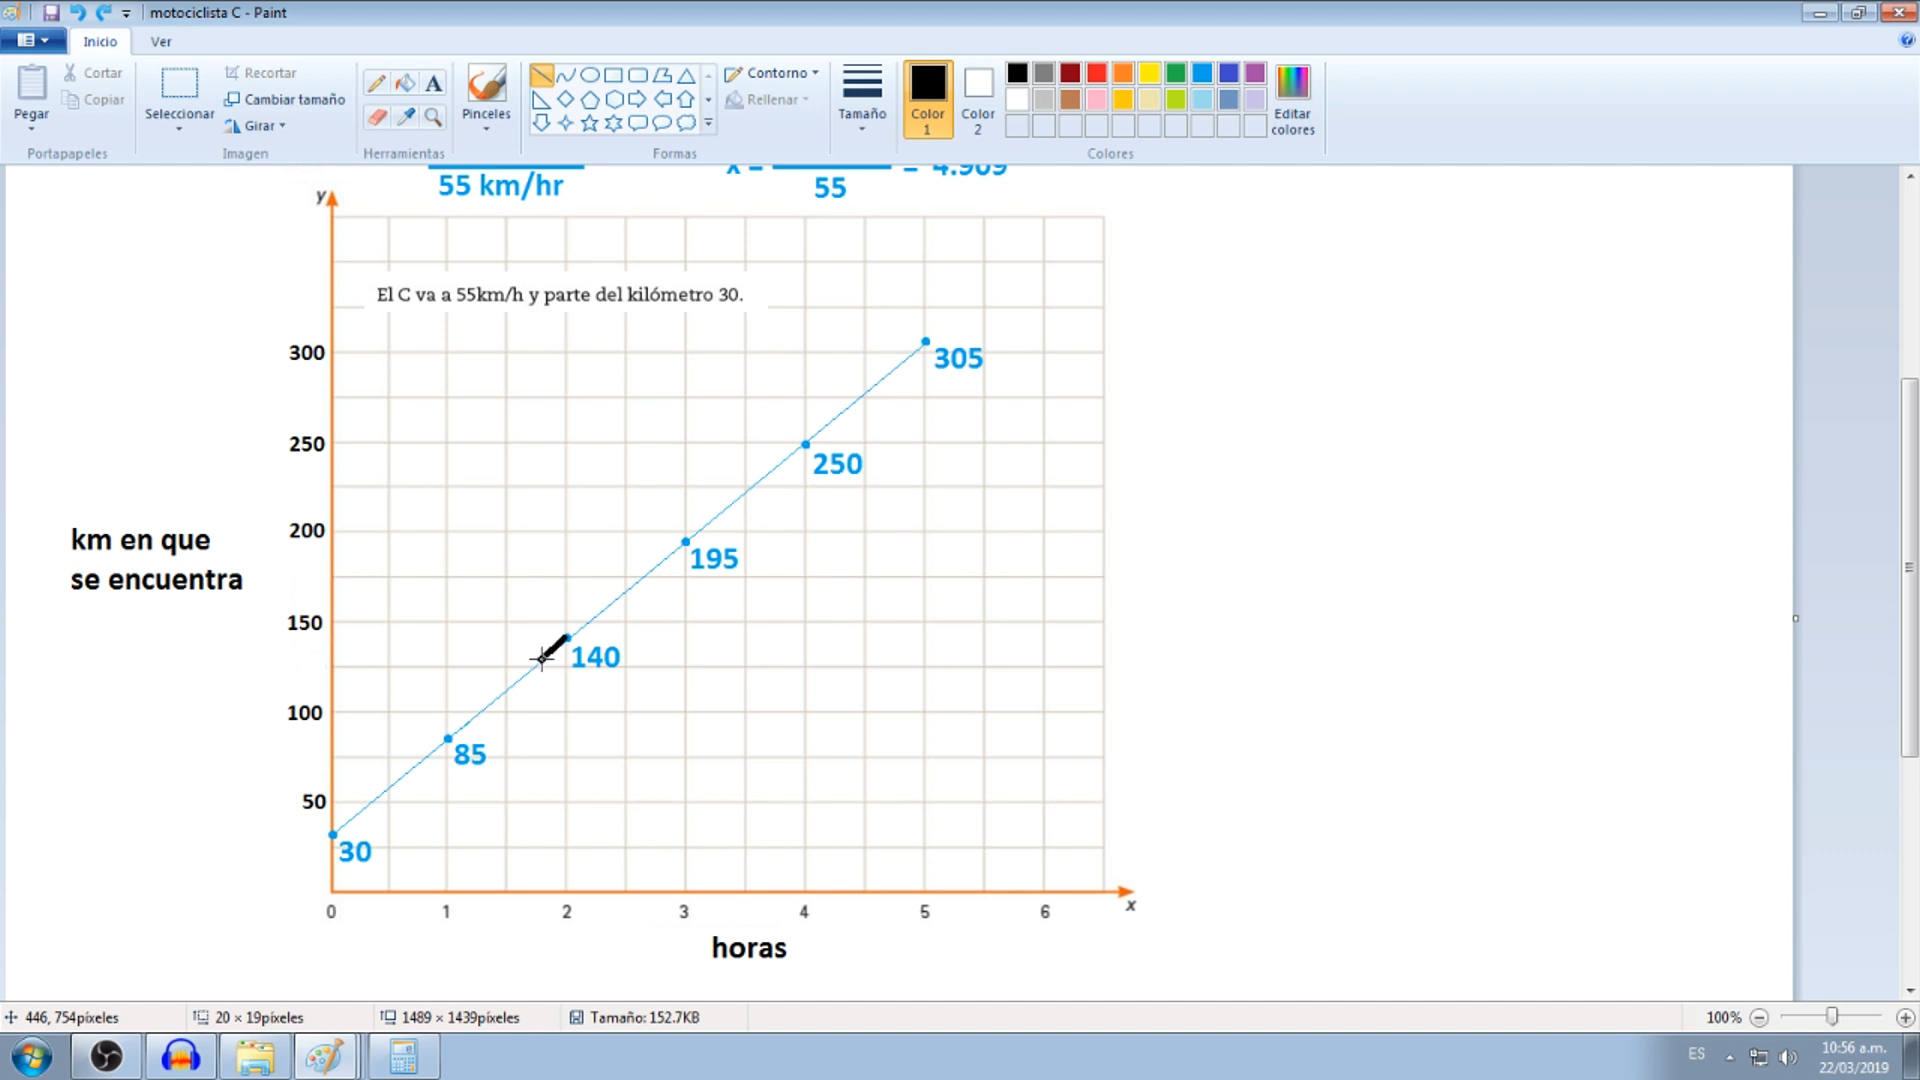 motociclista C - Paint
Inicio
Ver
Pegar
Cortar
Copiar
Portapapeles
Seleccionar
Recortar
Cambiar tamaño
Girar
Imagen
A
Herramientas
Pinceles
Contorno
Rellenar
Formas
Tamaño
Color 1
Color 2
Editar colores
Colores
55 km/hr
x = = 4.909
55
y
El C va a 55km/h y parte del kilómetro 30.
300
305
250
250
200
km en que
se encuentra
195
150
140
100
85
50
30
0 1 2 3 4 5 6 x
horas
446, 754píxeles
20 × 19píxeles
1489 × 1439píxeles
Tamaño: 152.7KB
100%
ES
10:56 a.m.
22/03/2019